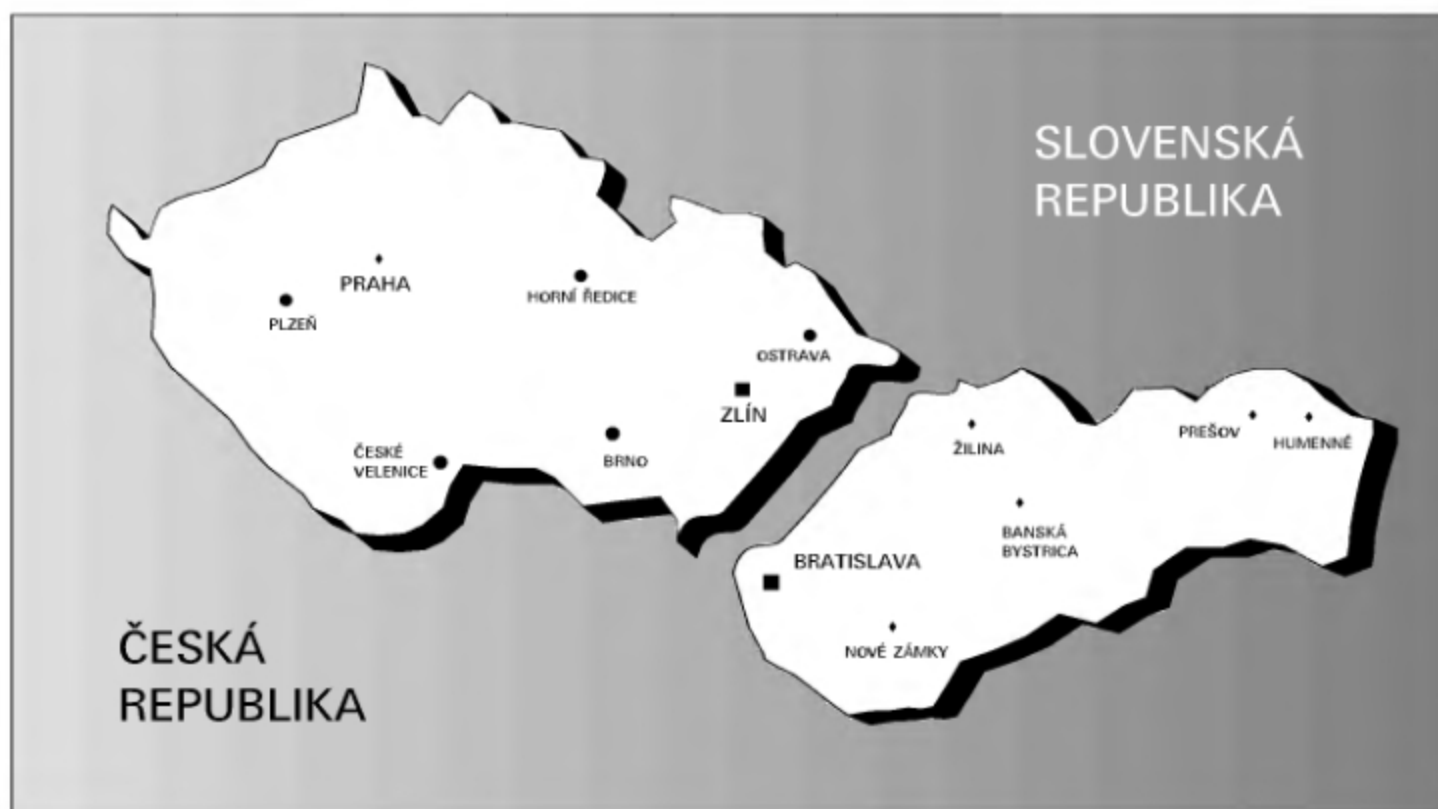 SLOVENSKÁ
REPUBLIKA
PRAHA
HORNÍ ŘEDICE
PLZEŇ
OSTRAVA
ZLÍN
ČESKÉ
VELENICE
BRNO
ŽILINA
PREŠOV
HUMENNÉ
BANSKÁ
BYSTRICA
BRATISLAVA
NOVÉ ZÁMKY
ČESKÁ
REPUBLIKA